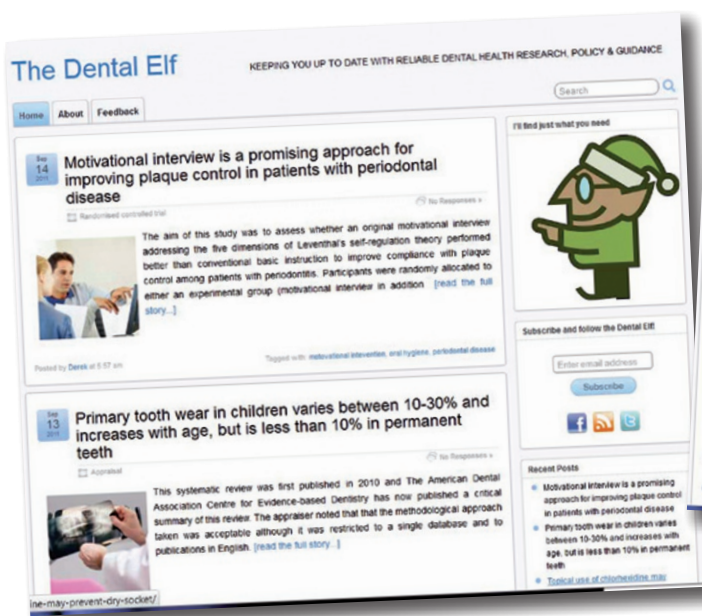 The Dental Elf
KEEPING YOU UP TO DATE WITH RELIABLE DENTAL HEALTH RESEARCH, POLICY & GUIDANCE
Search
Home About Feedback
Sep
14
2011
Motivational interview is a promising approach for
improving plaque control in patients with periodontal
disease
Randomised controlled trial
No Responses »
The aim of this study was to assess whether an original motivational interview
addressing the five dimensions of Leventhal's self-regulation theory performed
better than conventional basic instruction to improve compliance with plaque
control among patients with periodontitis. Participants were randomly allocated to
either an experimental group (motivational interview in addition [read the full
story...]
Posted by Derek at 5:57 am
Tagged with: motovational intevention, oral hygiene, periodontal disease
Sep
13
2011
Primary tooth wear in children varies between 10-30% and
increases with age, but is less than 10% in permanent
teeth
Appraisal
No Responses »
This systematic review was first published in 2010 and The American Dental
Association Centre for Evidence-based Dentistry has now published a critical
summary of this review. The appraiser noted that that the methodological approach
taken was acceptable although it was restricted to a single database and to
publications in English. [read the full story...]
ine-may-prevent-dry-socket/
I'll find just what you need
Subscribe and follow the Dental Elf!
Enter email address
Subscribe
Recent Posts
Motivational interview is a promising
approach for improving plaque control
in patients with periodontal disease
Primary tooth wear in children varies
between 10-30% and increases with
age, but is less than 10% in permanent
teeth
Topical use of chlorhexidine may